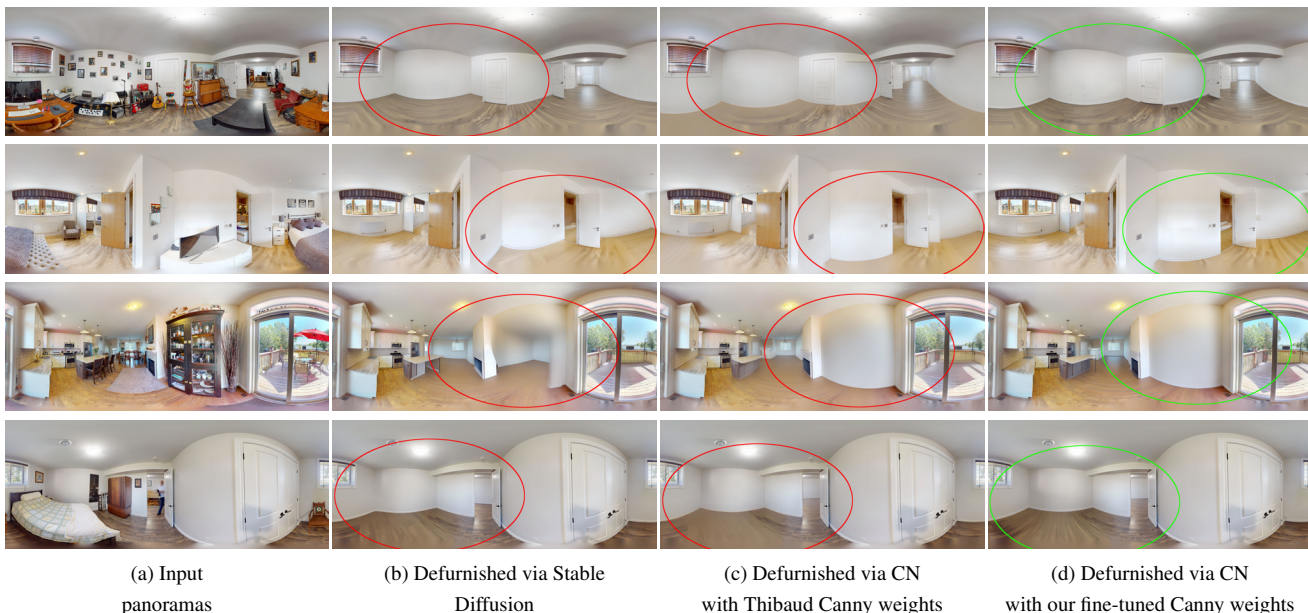 (a) Input
panoramas
(b) Defurnished via Stable
Diffusion
(c) Defurnished via CN
with Thibaud Canny weights
(d) Defurnished via CN
with our fine-tuned Canny weights